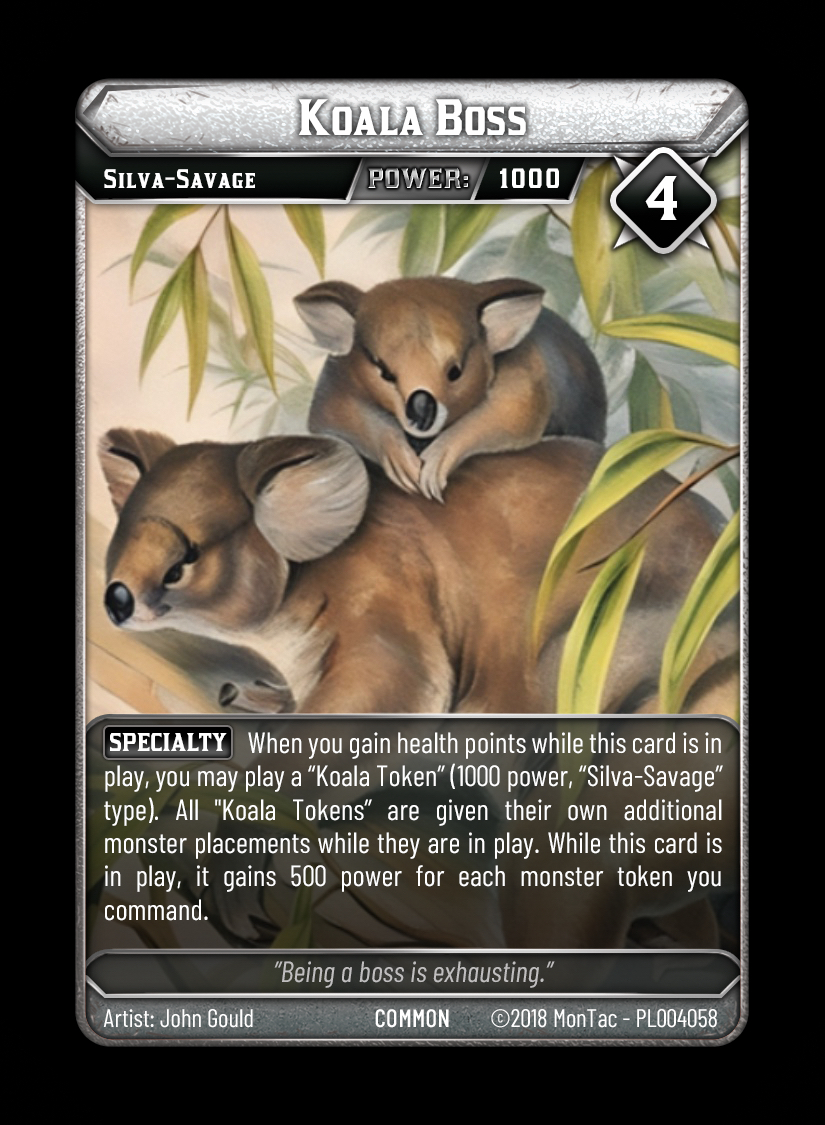 Koala Boss
Silva-Savage POWER: 1000
4
SPECIALTY When you gain health points while this card is in
play, you may play a “Koala Token” (1000 power, “Silva-Savage”
type). All "Koala Tokens” are given their own additional
monster placements while they are in play. While this card is
in play, it gains 500 power for each monster token you
command.
“Being a boss is exhausting.”
Artist: John Gould COMMON ©2018 MonTac - PL004058